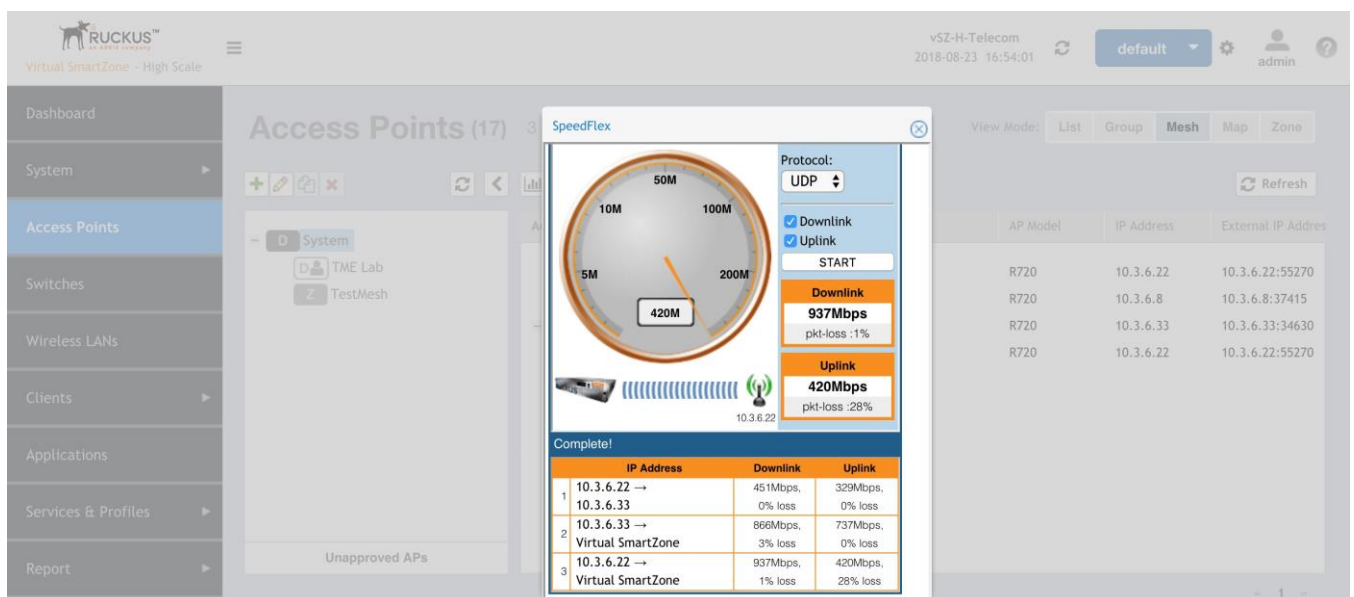 RUCKUS™
an ARRIS company
Virtual SmartZone - High Scale
vSZ-H-Telecom
2018-08-23 16:54:01
default
admin
?
Dashboard
System
Access Points
Switches
Wireless LANs
Clients
Applications
Services & Profiles
Report
Access Points (17) 3
View Mode: List Group Mesh Map Zone
Refresh
D System
D TME Lab
Z TestMesh
Unapproved APs
AP Model IP Address External IP Addres
R720 10.3.6.22 10.3.6.22:55270
R720 10.3.6.8 10.3.6.8:37415
R720 10.3.6.33 10.3.6.33:34630
R720 10.3.6.22 10.3.6.22:55270
1
SpeedFlex
50M
10M 100M
5M 200M
420M
10.3.6.22
Protocol:
UDP
Downlink
Uplink
START
Downlink
937Mbps
pkt-loss :1%
Uplink
420Mbps
pkt-loss :28%
Complete!
IP Address Downlink Uplink
1 10.3.6.22 → 451Mbps, 329Mbps,
10.3.6.33 0% loss 0% loss
2 10.3.6.33 → 866Mbps, 737Mbps,
Virtual SmartZone 3% loss 0% loss
3 10.3.6.22 → 937Mbps, 420Mbps,
Virtual SmartZone 1% loss 28% loss